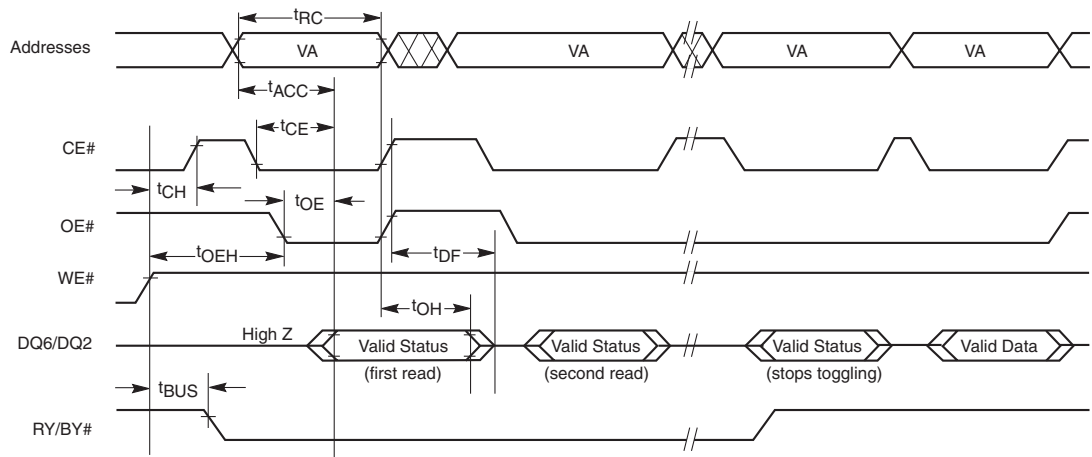 tRC
Addresses VA VA VA VA
tACC
tCE
CE#
tCH tOE
OE#
tOEH tDF
WE#
tOH
High Z
DQ6/DQ2 Valid Status Valid Status Valid Status Valid Data
(first read) (second read) (stops toggling)
tBUS
RY/BY#